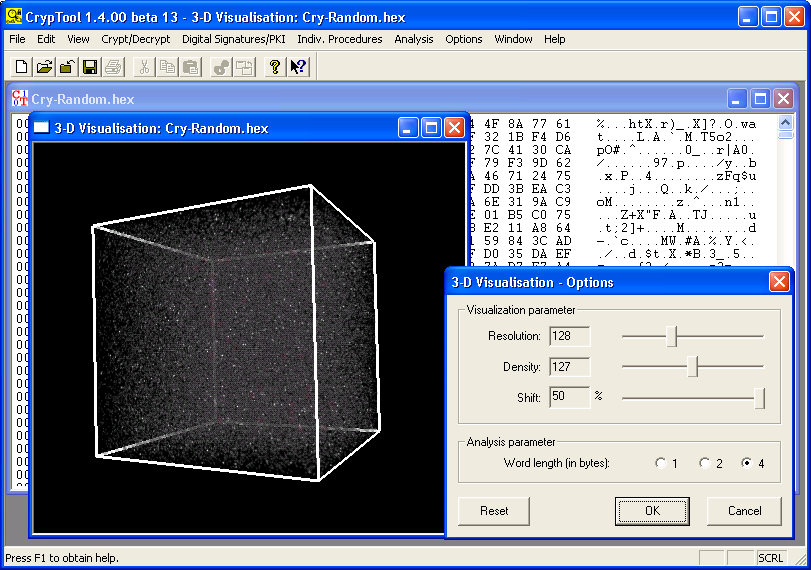 CrypTool 1.4.00 beta 13 - 3-D Visualisation: Cry-Random.hex
File Edit View Crypt/Decrypt Digital Signatures/PKI Indiv. Procedures Analysis Options Window Help
Cry-Random.hex
3-D Visualisation: Cry-Random.hex
4F 8A 77 61 %...htX.r)_.X]?.O.wa
F 32 1B F4 D6 t.....L.A.`.M.T5o2...
7C 41 30 CA pO#.^......0_..r|A0.
F 79 F3 9D 62 /......97.p..../y..b
46 71 24 75 .x.P..4........zFq$u
F DD 3B EA C3 ....j...Q..k./...;..
6E 31 9A C9 oM........z.^..n1..
E 01 B5 C0 75 ...Z+X"F.A..TJ.....u
E2 11 A8 64 .t;2]+....M........d
1 59 84 3C AD -.`c....MW.#A.%.Y.<.
F D0 35 DA EF ./..d.$t.X.*B.3_.5..
3-D Visualisation - Options
Visualization parameter
Resolution: 128
Density: 127
Shift: 50 %
Analysis parameter
Word length (in bytes): 1 2 4
Reset OK Cancel
Press F1 to obtain help. SCRL